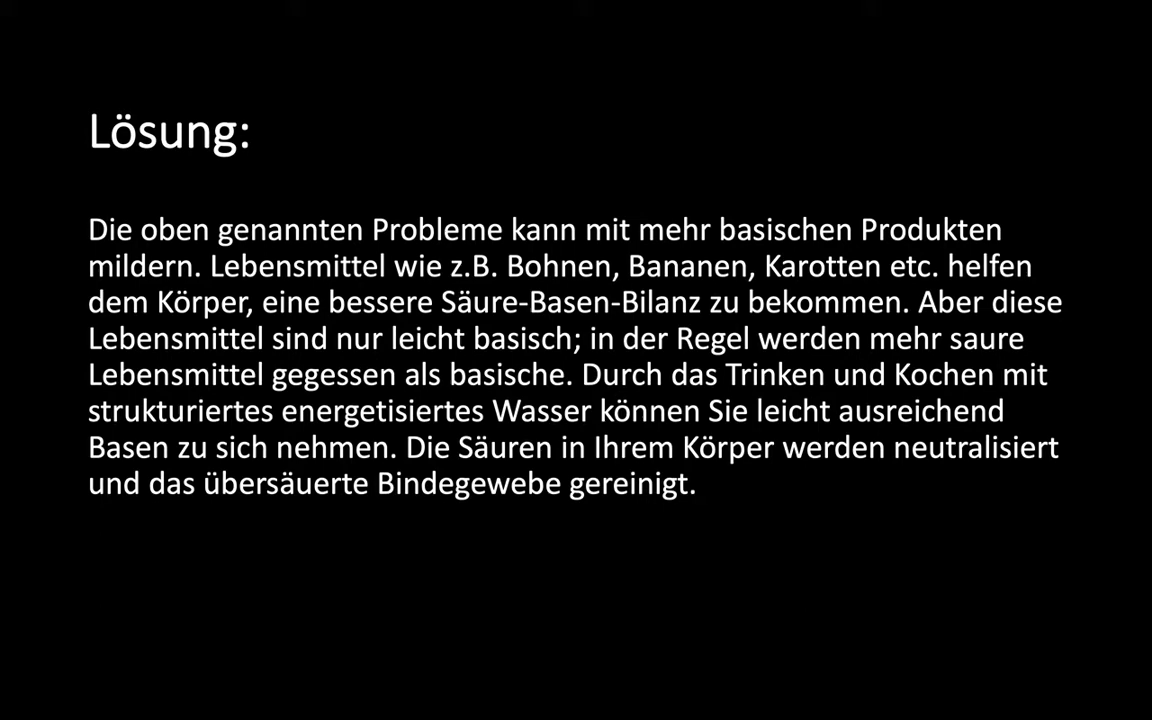 Lösung:
Die oben genannten Probleme kann mit mehr basischen Produkten
mildern. Lebensmittel wie z.B. Bohnen, Bananen, Karotten etc. helfen
dem Körper, eine bessere Säure-Basen-Bilanz zu bekommen. Aber diese
Lebensmittel sind nur leicht basisch; in der Regel werden mehr saure
Lebensmittel gegessen als basische. Durch das Trinken und Kochen mit
strukturiertes energetisiertes Wasser können Sie leicht ausreichend
Basen zu sich nehmen. Die Säuren in Ihrem Körper werden neutralisiert
und das übersäuerte Bindegewebe gereinigt.